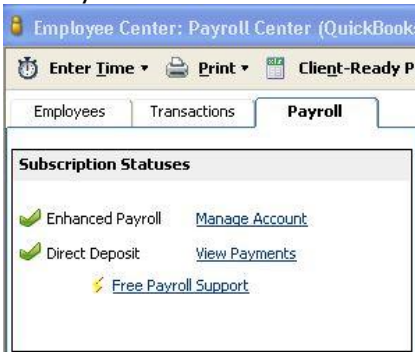 Employee Center: Payroll Center (QuickBooks
Enter Time Print Client-Ready P
Employees Transactions Payroll
Subscription Statuses
Enhanced Payroll Manage Account
Direct Deposit View Payments
Free Payroll Support